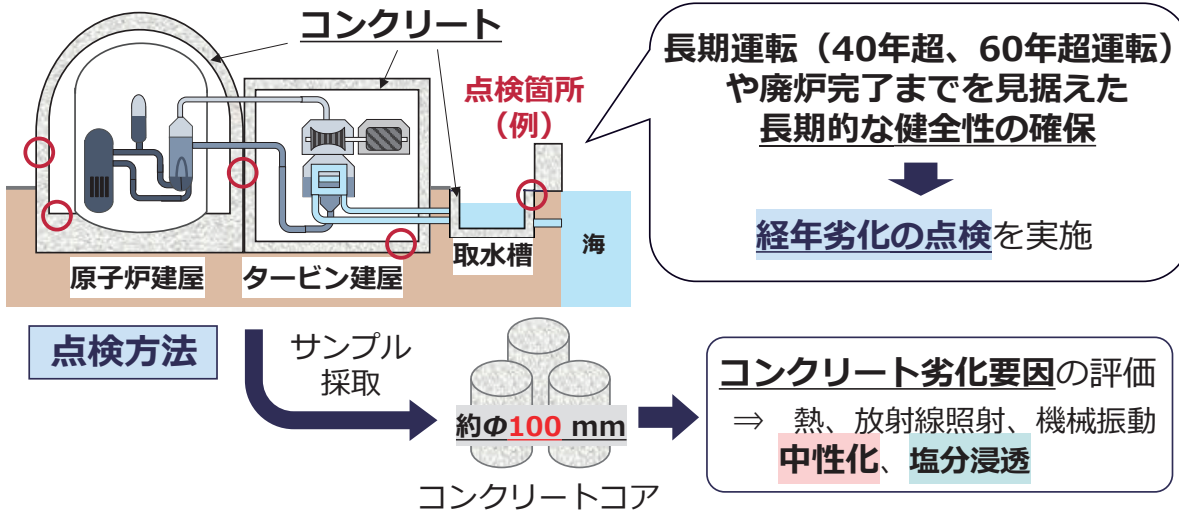 コンクリート
点検箇所
(例)
原子炉建屋
タービン建屋
取水槽
海
長期運転(40年超、60年超運転)
や廃炉完了までを見据えた
長期的な健全性の確保
経年劣化の点検を実施
点検方法
サンプル
採取
約Φ100 mm
コンクリートコア
コンクリート劣化要因の評価
⇒ 熱、放射線照射、機械振動
中性化、塩分浸透